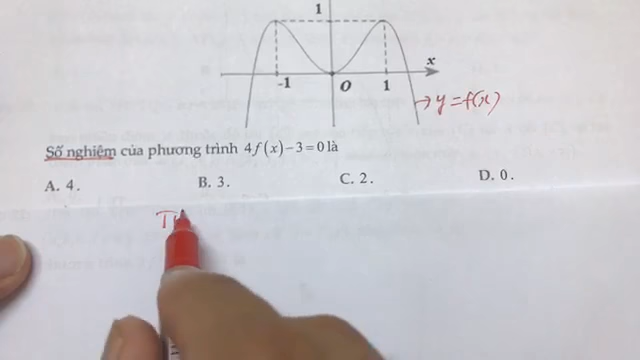 1
x
-1 O 1
→ y = f(x)
Số nghiệm của phương trình 4f(x)−3=0 là
A. 4. B. 3. C. 2. D. 0.